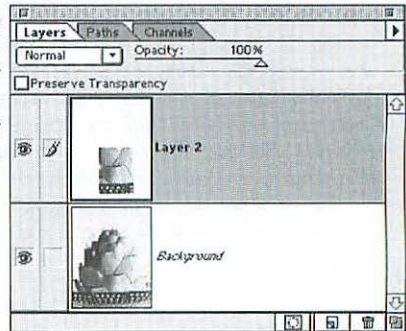 Layers Paths Channels
Normal Opacity: 100%
Preserve Transparency
Layer 2
Background